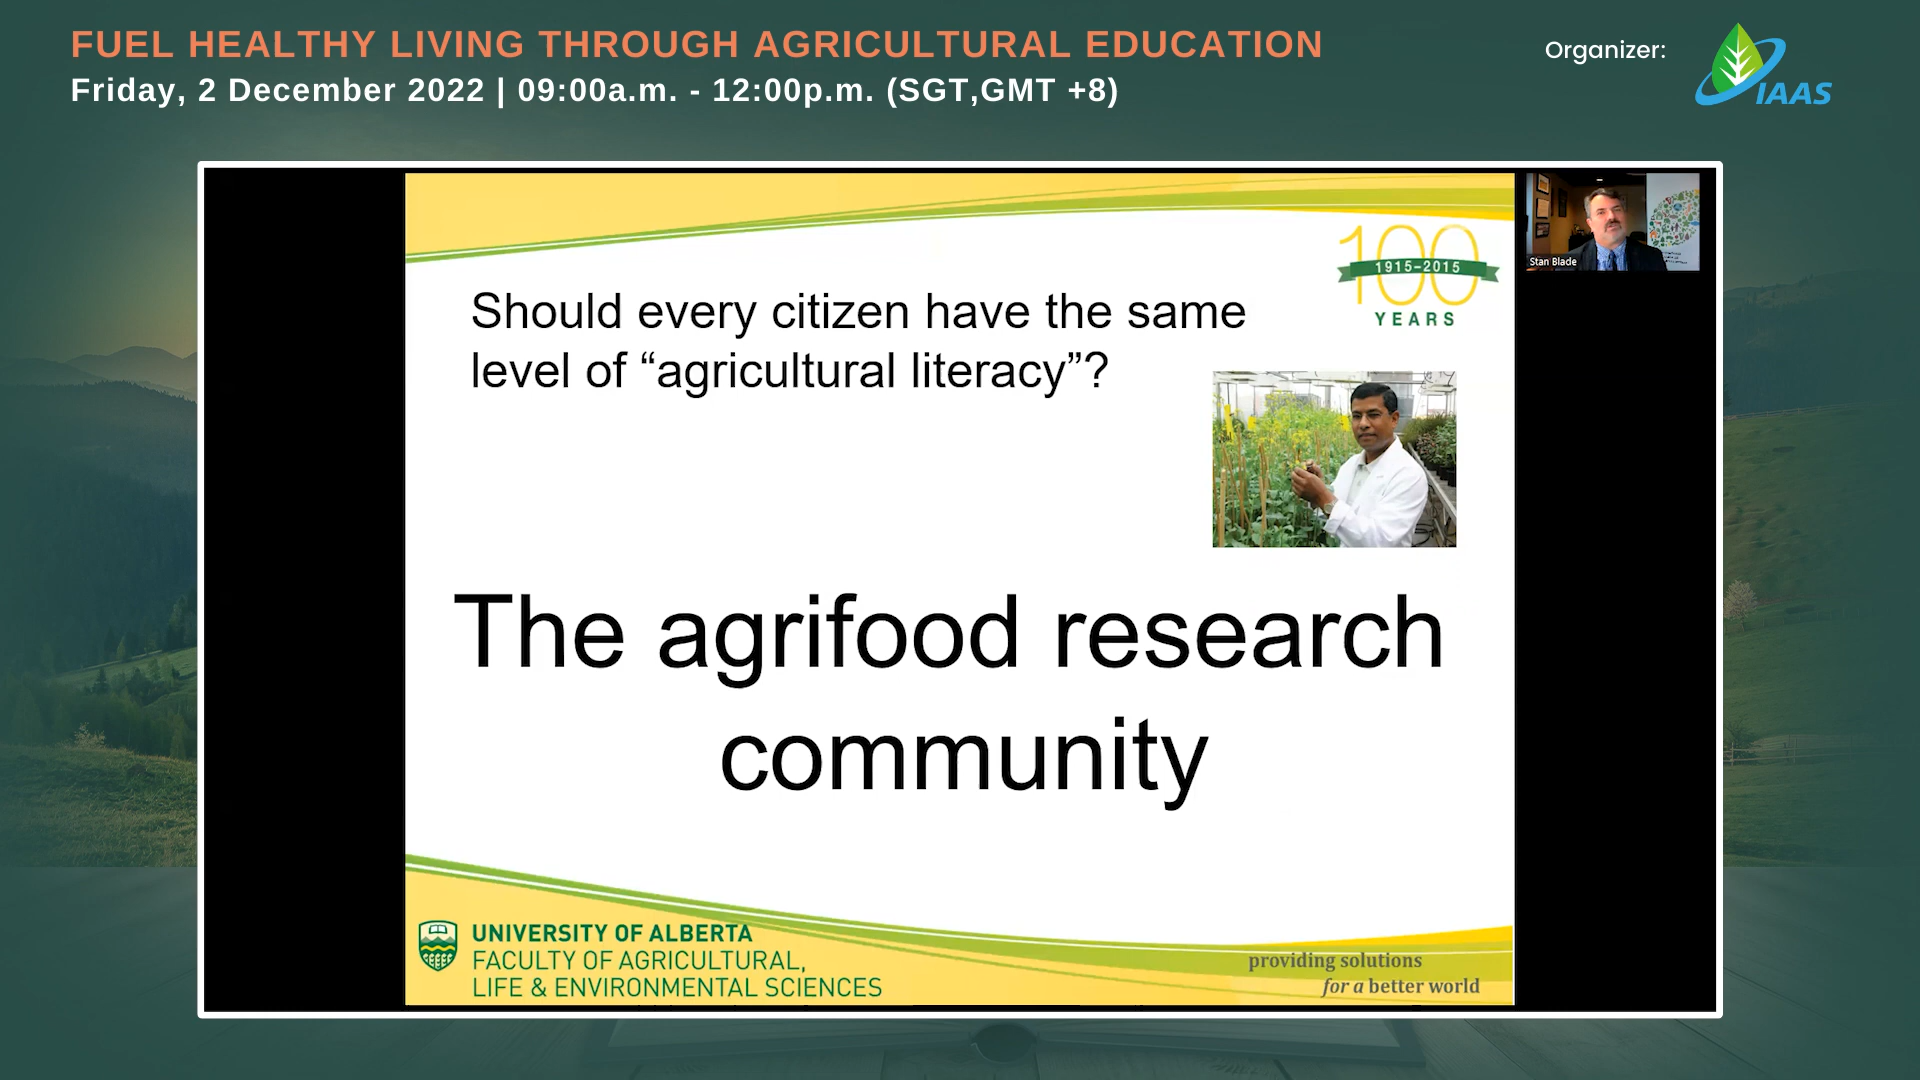 FUEL HEALTHY LIVING THROUGH AGRICULTURAL EDUCATION
Friday, 2 December 2022 | 09:00a.m. - 12:00p.m. (SGT,GMT +8)
Organizer:
IAAS
100
1915-2015
YEARS
Stan Blade
Should every citizen have the same
level of “agricultural literacy”?
The agrifood research
community
UNIVERSITY OF ALBERTA
FACULTY OF AGRICULTURAL,
LIFE & ENVIRONMENTAL SCIENCES
providing solutions
for a better world